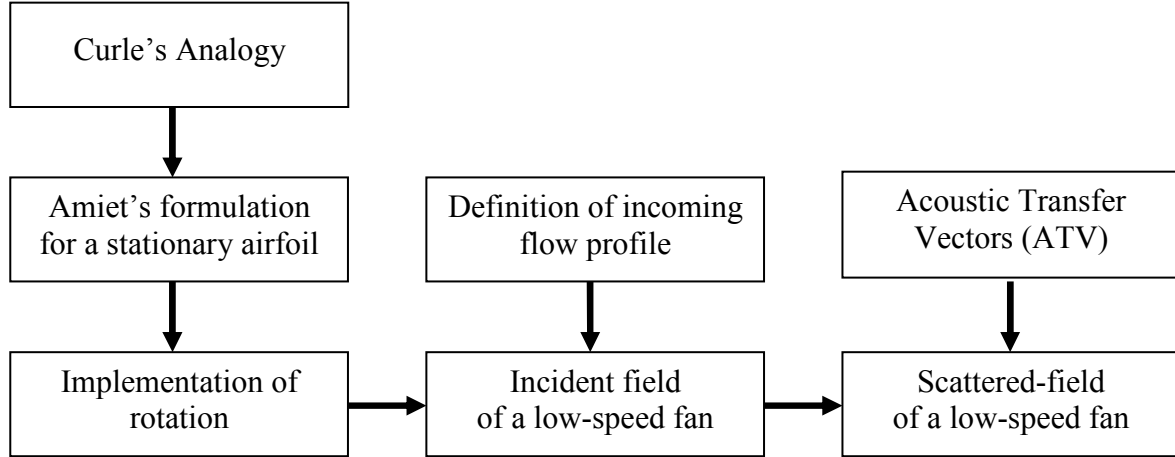 Curle’s Analogy
Amiet’s formulation
for a stationary airfoil
Definition of incoming
flow profile
Acoustic Transfer
Vectors (ATV)
Implementation of
rotation
Incident field
of a low-speed fan
Scattered-field
of a low-speed fan